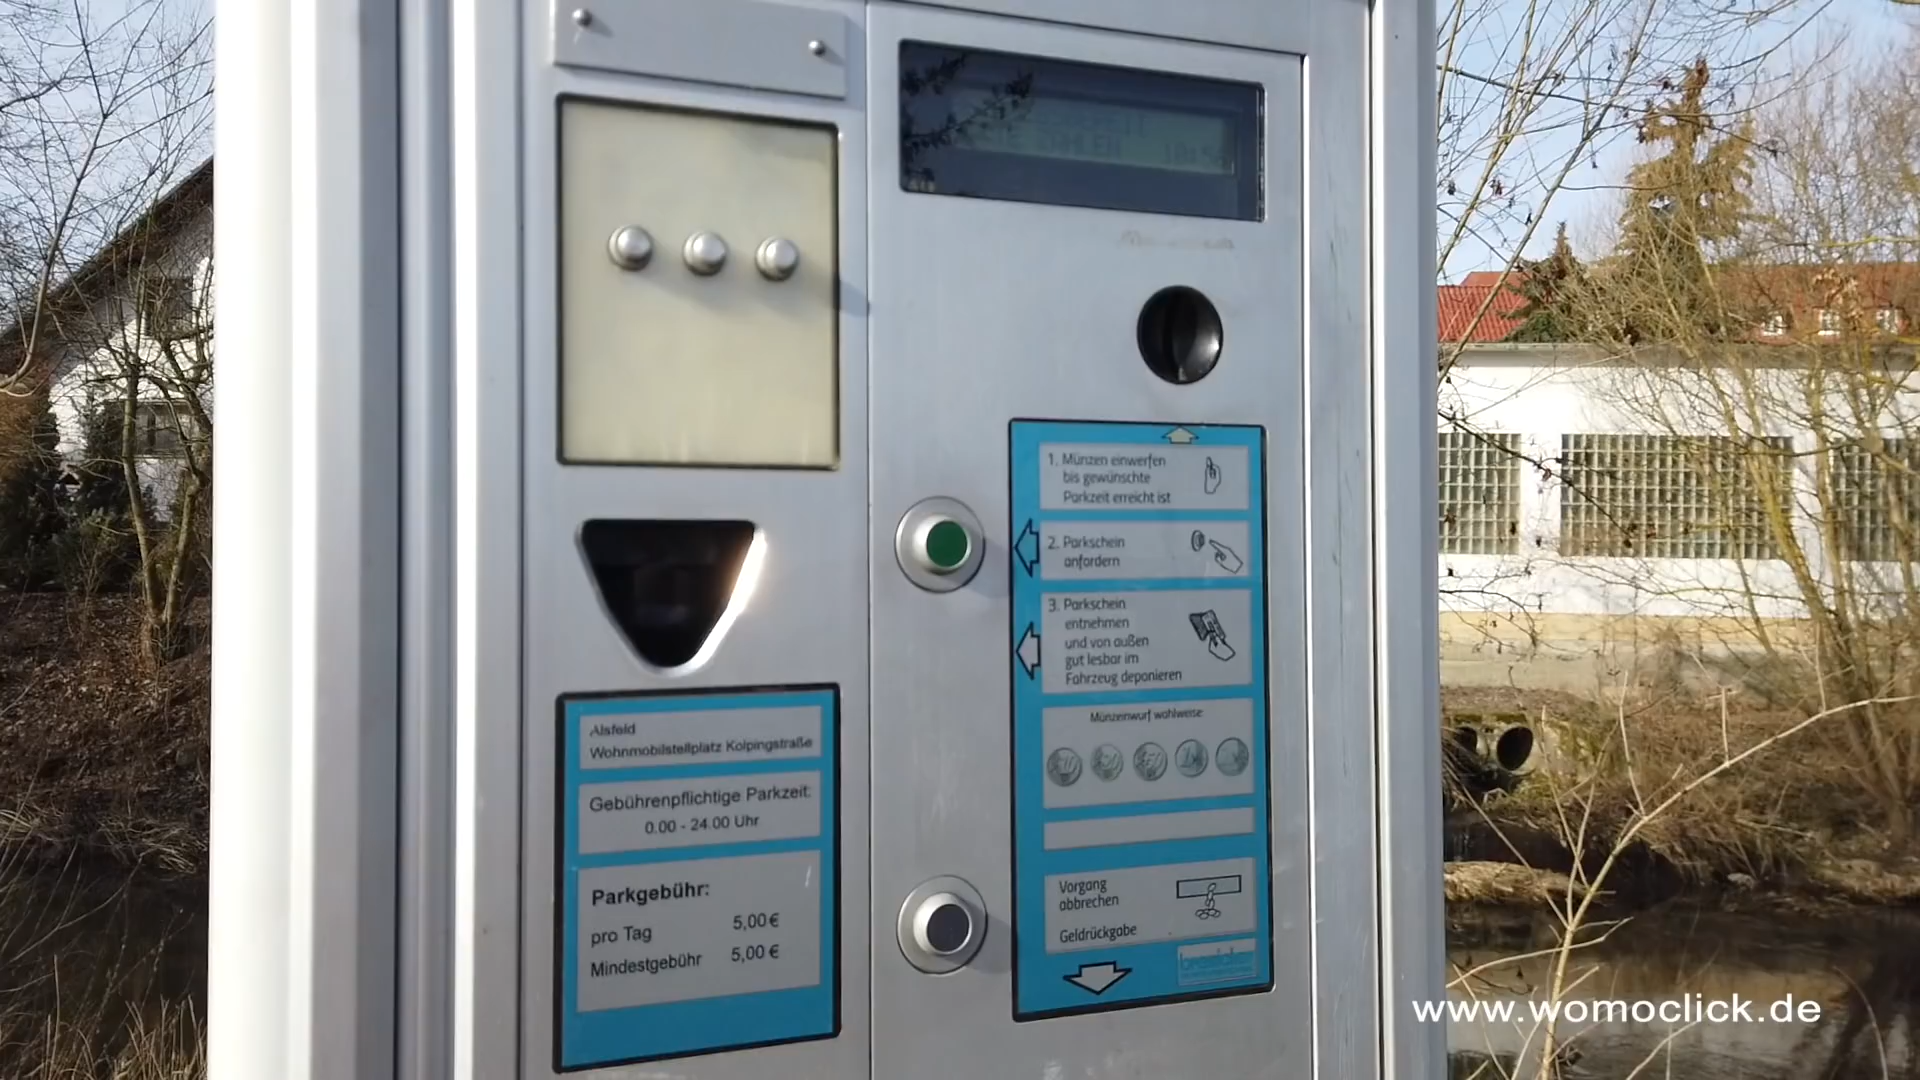 1. Münzen einwerfen
bis gewünschte
Parkzeit erreicht ist
2. Parkschein
anfordern
3. Parkschein
entnehmen
und von außen
gut lesbar im
Fahrzeug deponieren
Münzeinwurf wahlweise
Vorgang
abbrechen
Geldrückgabe
Alsfeld
Wohnmobilstellplatz Kolpingstraße
Gebührenpflichtige Parkzeit:
0.00 - 24.00 Uhr
Parkgebühr:
pro Tag 5,00 €
Mindestgebühr 5,00 €
www.womoclick.de